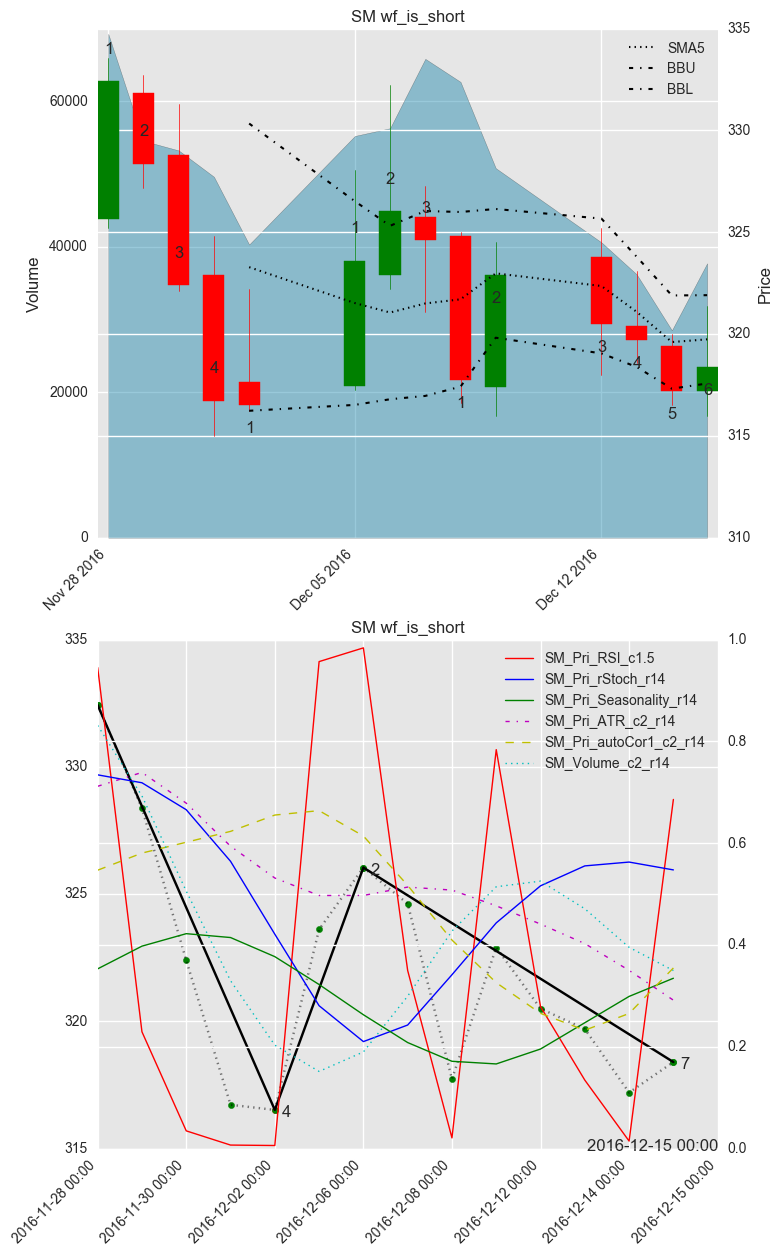 SM wf_is_short
335
1
SMA5
BBU
BBL
60000
2
330
2
3
1
325
40000
3
2
Volume
Price
4
3
4
320
20000
6
1
5
1
315
0
310
Nov 28 2016
Dec 05 2016
Dec 12 2016
SM wf_is_short
335
1.0
SM_Pri_RSI_c1.5
SM_Pri_rStoch_r14
SM_Pri_Seasonality_r14
SM_Pri_ATR_c2_r14
SM_Pri_autoCor1_c2_r14
SM_Volume_c2_r14
0.8
330
0.6
2
325
0.4
320
0.2
7
4
2016-12-15 00:00
315
0.0
2016-11-28 00:00
2016-11-30 00:00
2016-12-02 00:00
2016-12-06 00:00
2016-12-08 00:00
2016-12-12 00:00
2016-12-14 00:00
2016-12-15 00:00